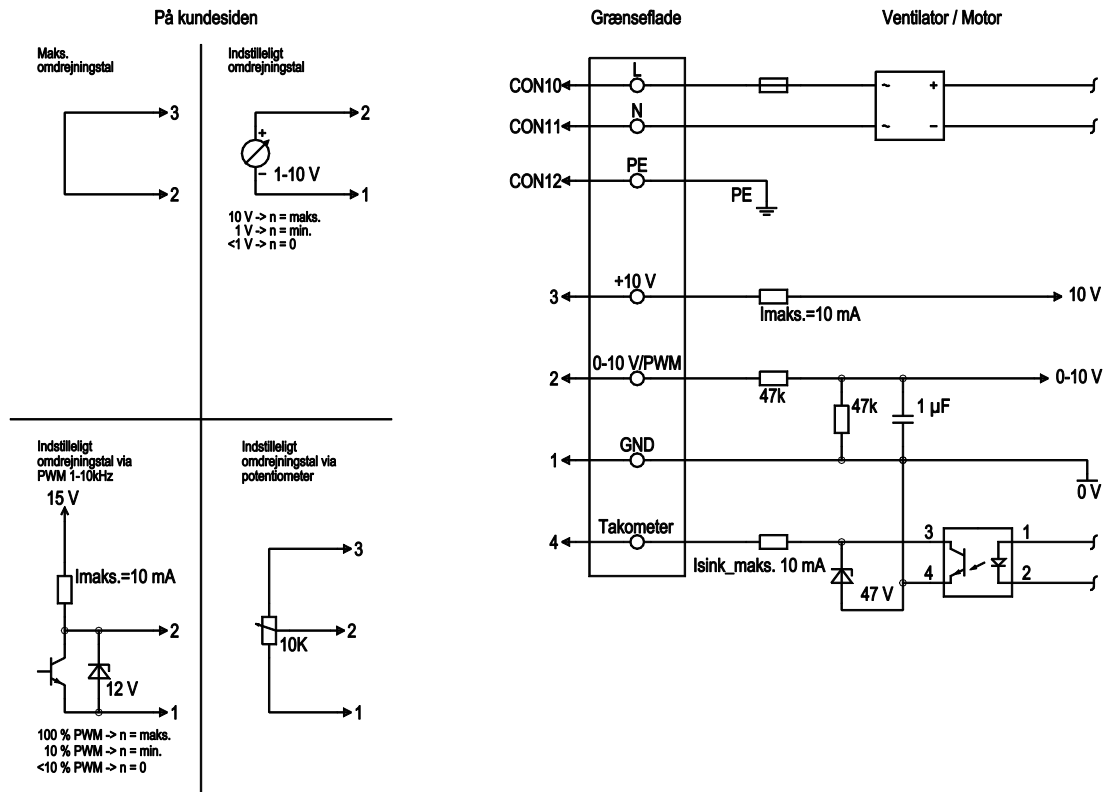 På kundesiden
Grænseflade
Ventilator / Motor
Maks.
omdrejningstal
3
2
Indstilleligt
omdrejningstal
2
+
−
1-10 V
1
10 V -> n = maks.
1 V -> n = min.
<1 V -> n = 0
Indstilleligt
omdrejningstal via
PWM 1-10kHz
15 V
Imaks.=10 mA
2
12 V
1
100 % PWM -> n = maks.
10 % PWM -> n = min.
<10 % PWM -> n = 0
Indstilleligt
omdrejningstal via
potentiometer
3
2
10K
1
CON10
L
~
+
CON11
N
~
−
CON12
PE
PE
3
+10 V
10 V
Imaks.=10 mA
2
0-10 V/PWM
0-10 V
47k
47k
1 µF
1
GND
0 V
4
Takometer
3
1
Isink_maks. 10 mA
4
2
47 V